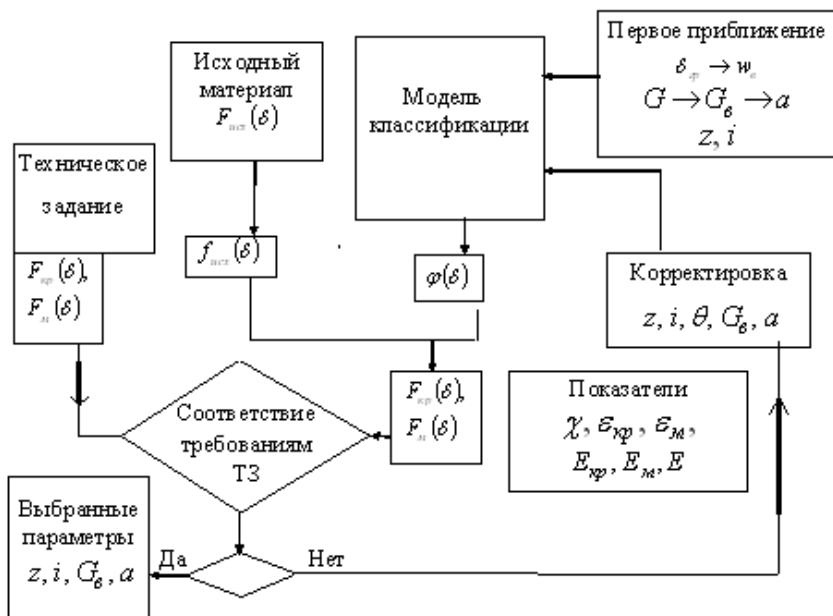 Первое приближение
δ_гр → w_в
G → G_в → a
z, i
Исходный
материал
F_исх(δ)
Модель
классификации
Техническое
задание
F_кр(δ),
F_м(δ)
f_исх(δ)
φ(δ)
Корректировка
z, i, θ, G_в, a
F_кр(δ),
F_м(δ)
Показатели
χ, ε_кр, ε_м,
E_кр, E_м, E
Соответствие
требованиям
ТЗ
Выбранные
параметры
z, i, G_в, a
Да
Нет